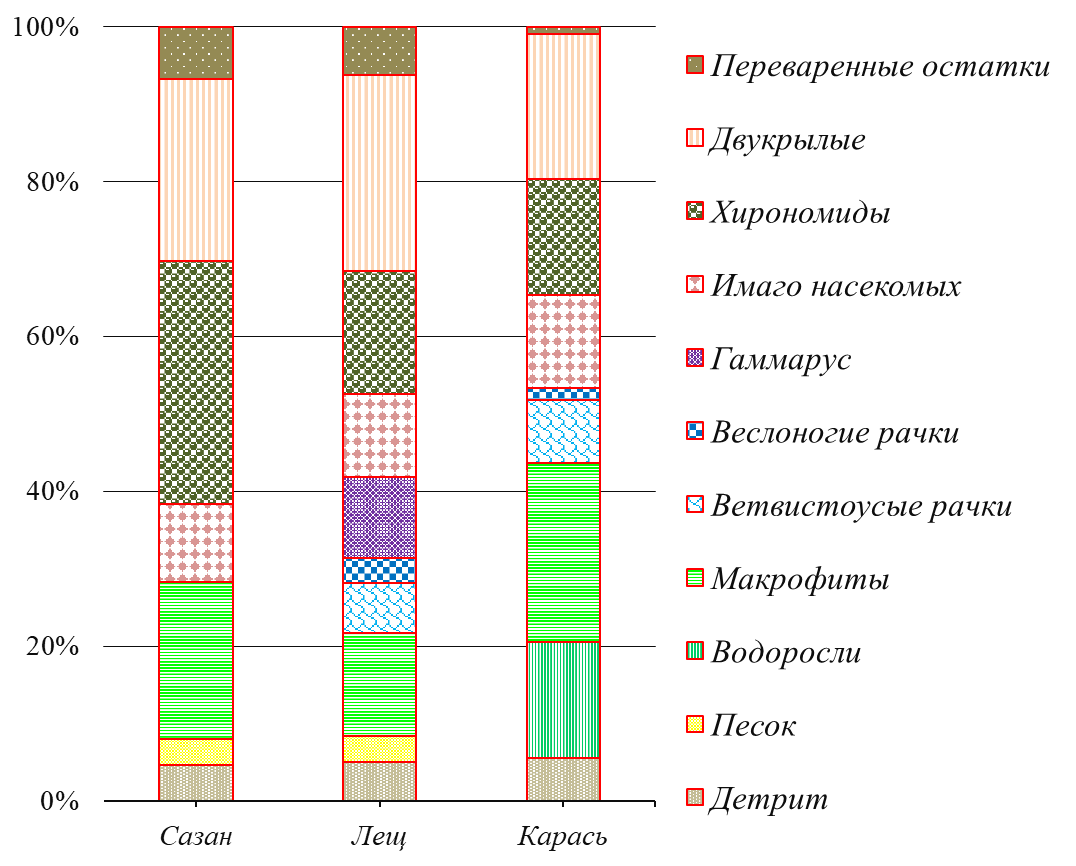 100%
80%
60%
40%
20%
0%
Сазан
Лещ
Карась
Переваренные остатки
Двукрылые
Хирономиды
Имаго насекомых
Гаммарус
Веслоногие рачки
Ветвистоусые рачки
Макрофиты
Водоросли
Песок
Детрит